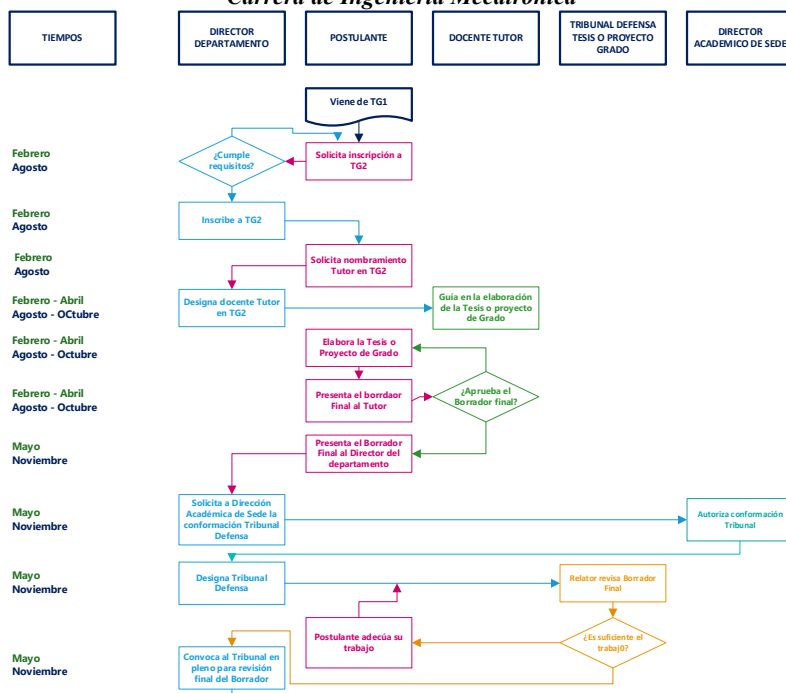 Carrera de Ingeniería Mecatrónica
TIEMPOS
DIRECTOR
DEPARTAMENTO
POSTULANTE
DOCENTE TUTOR
TRIBUNAL DEFENSA
TESIS O PROYECTO
GRADO
DIRECTOR
ACADEMICO DE SEDE
Viene de TG1
Febrero
Agosto
¿Cumple
requisitos?
Solicita inscripción a
TG2
Febrero
Agosto
Inscribe a TG2
Febrero
Agosto
Solicita nombramiento
Tutor en TG2
Febrero - Abril
Agosto - OCtubre
Designa docente Tutor
en TG2
Guía en la elaboración
de la Tesis o proyecto
de Grado
Febrero - Abril
Agosto - Octubre
Elabora la Tesis o
Proyecto de Grado
Febrero - Abril
Agosto - Octubre
Presenta el borrdaor
Final al Tutor
¿Aprueba el
Borrador final?
Mayo
Noviembre
Presenta el Borrador
Final al Director del
departamento
Mayo
Noviembre
Solicita a Dirección
Académica de Sede la
conformación Tribunal
Defensa
Autoriza conformación
Tribunal
Mayo
Noviembre
Designa Tribunal
Defensa
Relator revisa Borrador
Final
Postulante adecúa su
trabajo
¿Es suficiente el
trabaj0?
Mayo
Noviembre
Convoca al Tribunal en
pleno para revisión
final del Borrador